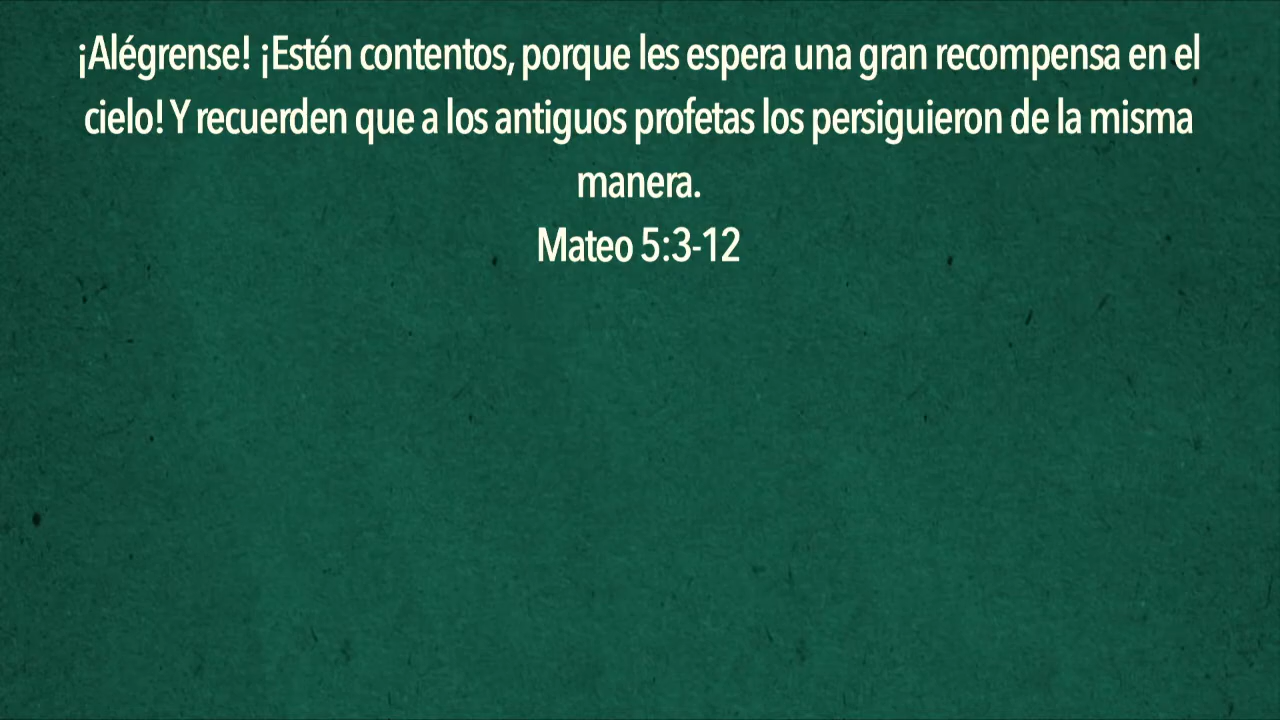 ¡Alégrense! ¡Estén contentos, porque les espera una gran recompensa en el
cielo! Y recuerden que a los antiguos profetas los persiguieron de la misma
manera.
Mateo 5:3-12